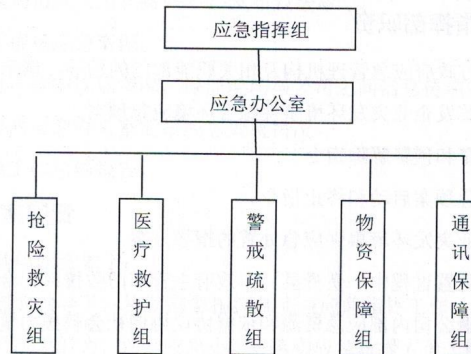 应急指挥组
应急办公室
抢险救灾组
医疗救护组
警戒疏散组
物资保障组
通讯保障组